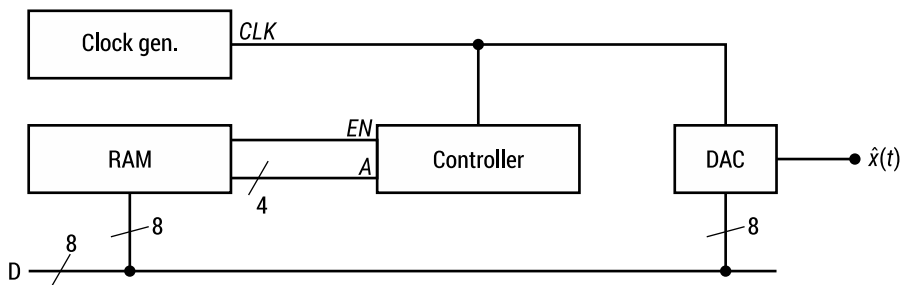 Clock gen.
CLK
RAM
EN
A
4
Controller
DAC
x̂(t)
8
8
8
D